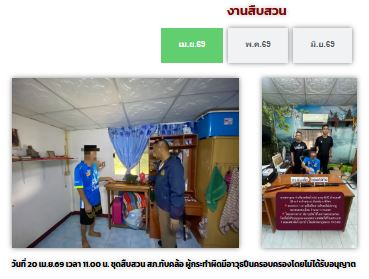 งานสืบสวน
เม.ย.69
พ.ค.69
มิ.ย.69
วันที่ 20 เม.ย.69 เวลา 11.00 น. ชุดสืบสวน สภ.ทับคล้อ ผู้กระทำผิดมีอาวุธปืนครอบครองโดยไม่ได้รับอนุญาต